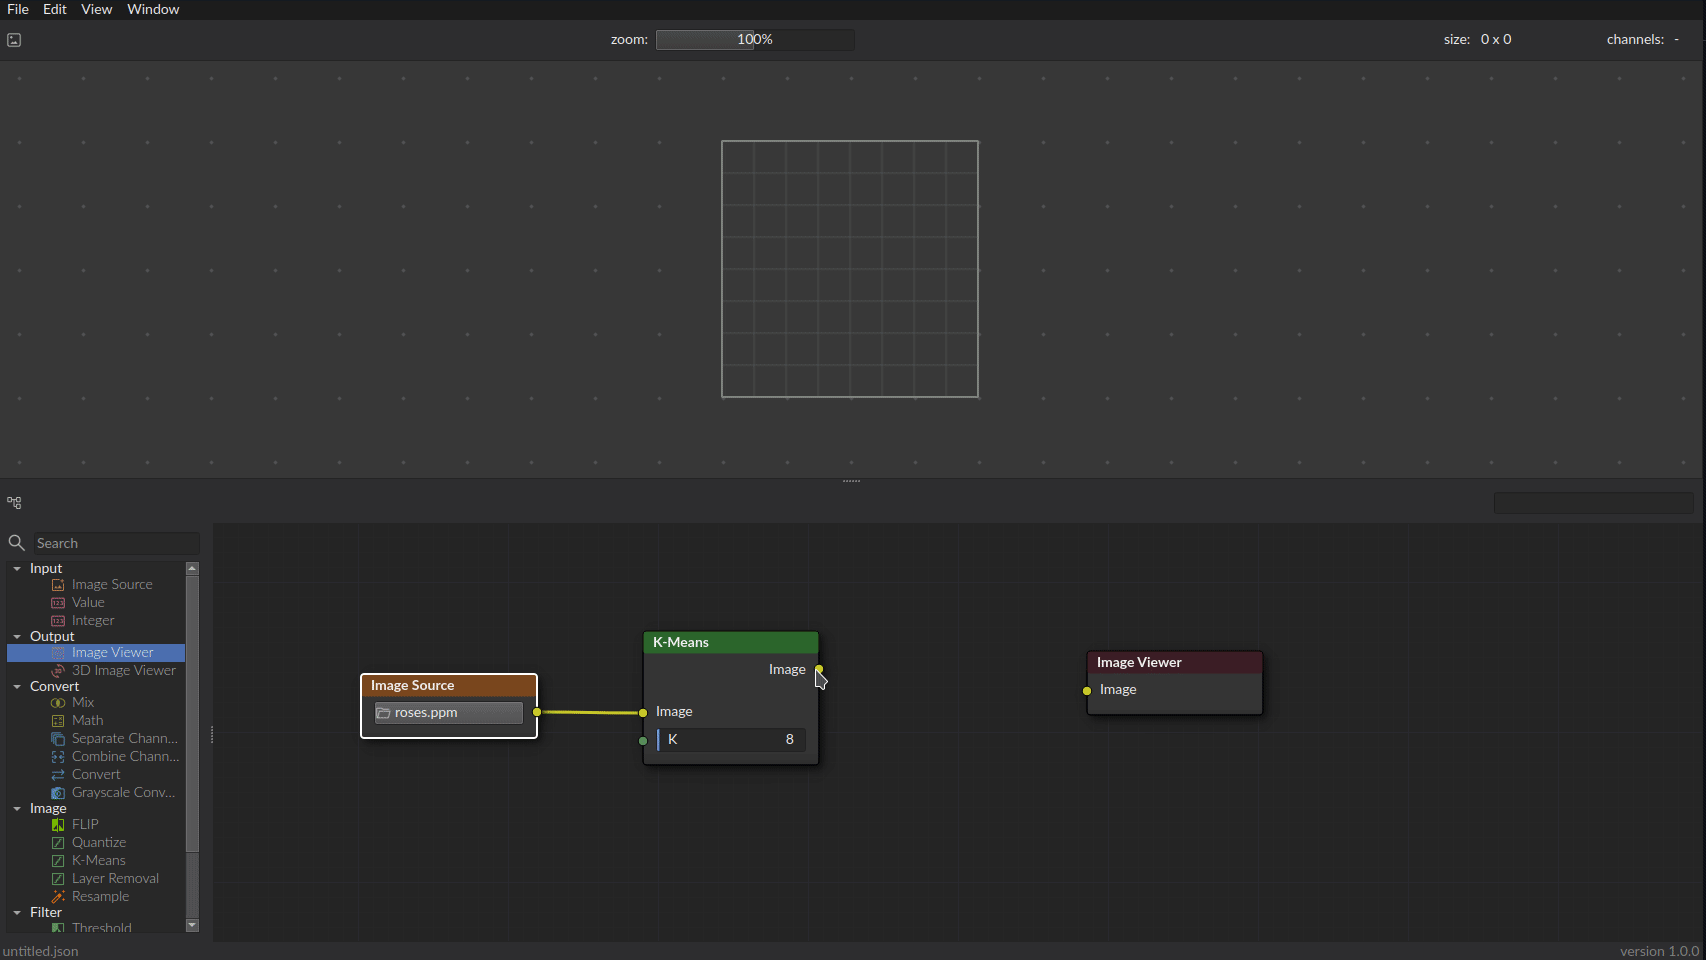 File Edit View Window
zoom: 100% size: 0 x 0 channels: -
Search
Input
Image Source
Value
Integer
Output
Image Viewer
3D Image Viewer
Convert
Mix
Math
Separate Chann...
Combine Chann...
Convert
Grayscale Conv...
Image
FLIP
Quantize
K-Means
Layer Removal
Resample
Filter
Threshold
Image Source
roses.ppm
K-Means
Image
Image
K 8
Image Viewer
Image
untitled.json
version 1.0.0